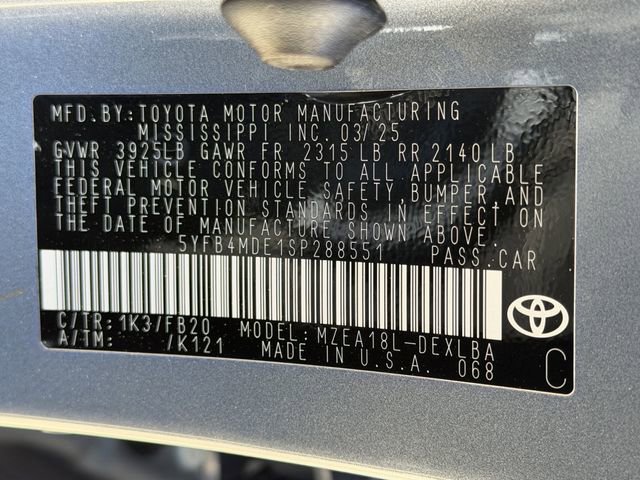 MFD.BY:TOYOTA MOTOR MANUFACTURING
MISSISSIPPI INC. 03/25
GVWR 3925LB GAWR FR 2315 LB RR 2140 LB
THIS VEHICLE CONFORMS TO ALL APPLICABLE
FEDERAL MOTOR VEHICLE SAFETY,BUMPER,AND
THEFT PREVENTION STANDARDS IN EFFECT ON
THE DATE OF MANUFACTURE SHOWN ABOVE.
5YFB4MDE1SP288551 PASS.CAR
C/TR: 1K3/FB20 MODEL: MZEA18L-DEXLBA
A/TM: /K121 MADE IN U.S.A. 068
C